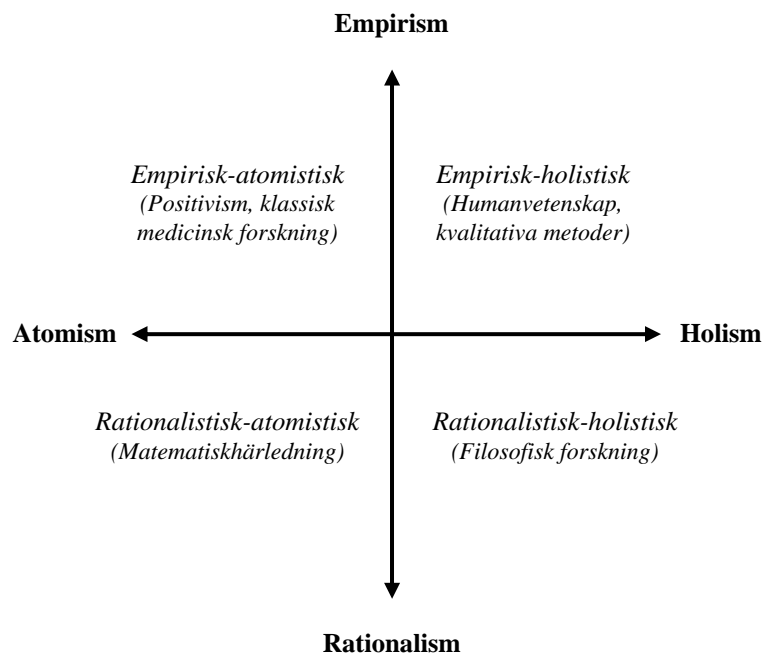 Empirism
Empirisk-atomistisk
(Positivism, klassisk
medicinsk forskning)
Empirisk-holistisk
(Humanvetenskap,
kvalitativa metoder)
Atomism
Holism
Rationalistisk-atomistisk
(Matematiskhärledning)
Rationalistisk-holistisk
(Filosofisk forskning)
Rationalism